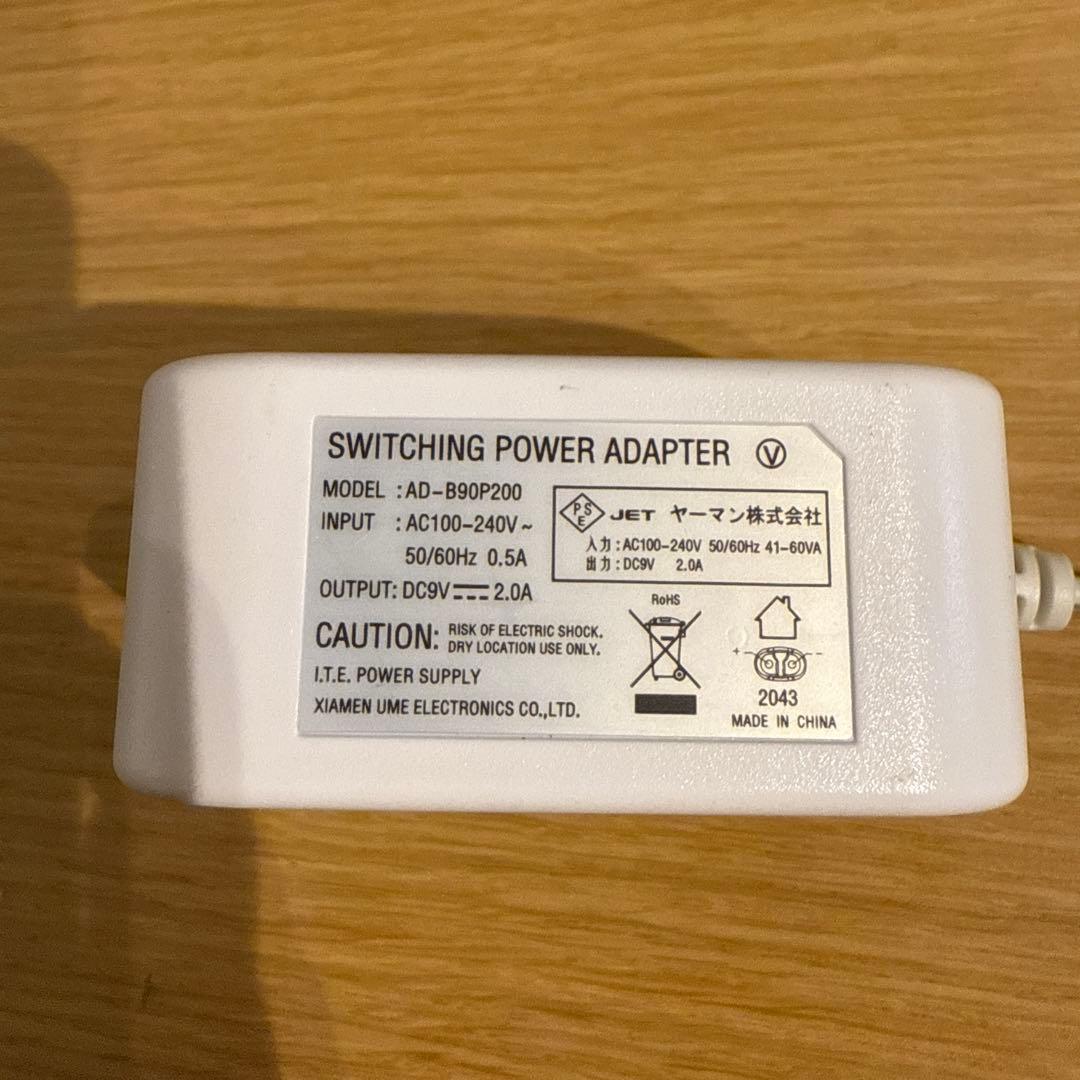 SWITCHING POWER ADAPTER Ⓥ
MODEL :AD-B90P200
INPUT :AC100-240V~
50/60Hz 0.5A
OUTPUT:DC9V⎓2.0A
PSE JET ヤーマン株式会社
入力:AC100-240V 50/60Hz 41-60VA
出力:DC9V 2.0A
CAUTION: RISK OF ELECTRIC SHOCK.
DRY LOCATION USE ONLY.
I.T.E. POWER SUPPLY
XIAMEN UME ELECTRONICS CO.,LTD.
RoHS
+ -
2043
MADE IN CHINA